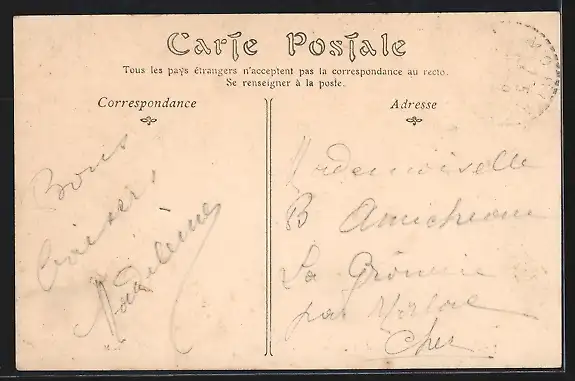 Carte Postale
Tous les pays étrangers n'acceptent pas la correspondance au recto.
Se renseigner à la poste.
Correspondance
Adresse
Bons
baisers,
Madeleine
Mademoiselle
B
La
par
Cher